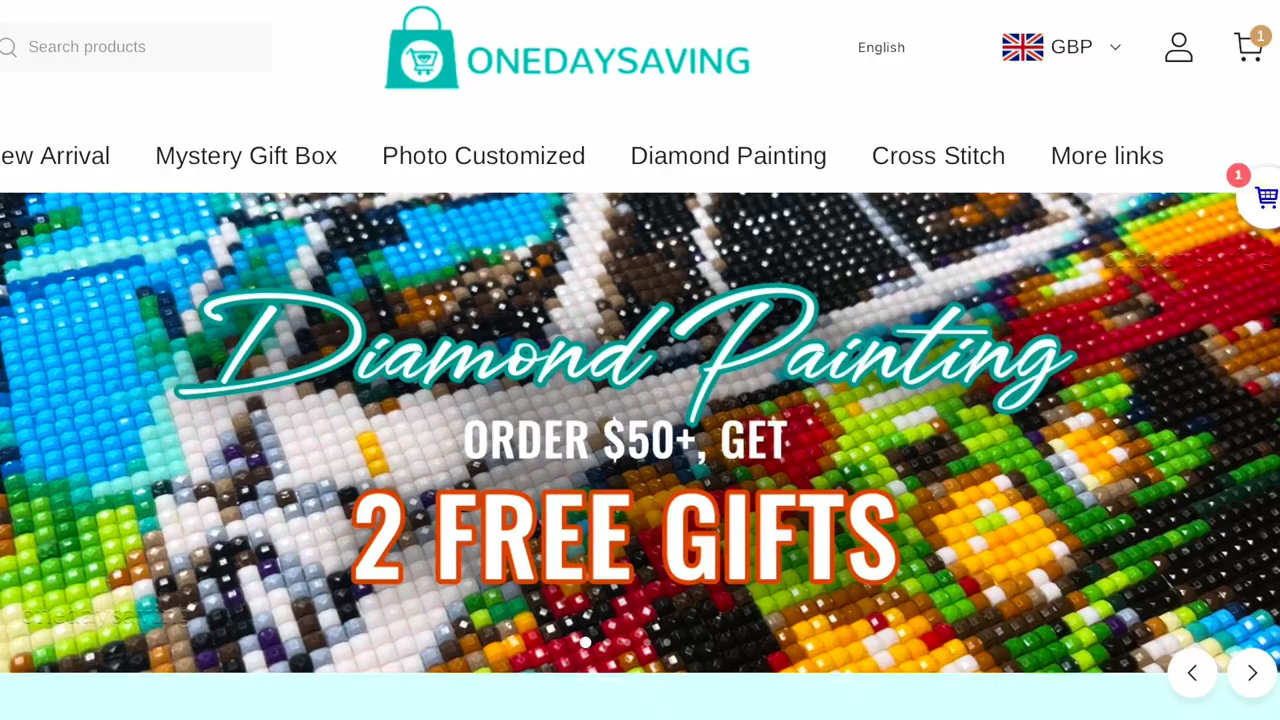 Search products
ONEDAYSAVING
English
GBP
1
ew Arrival
Mystery Gift Box
Photo Customized
Diamond Painting
Cross Stitch
More links
1
Diamond Painting
ORDER $50+, GET
2 FREE GIFTS
onedaysaving